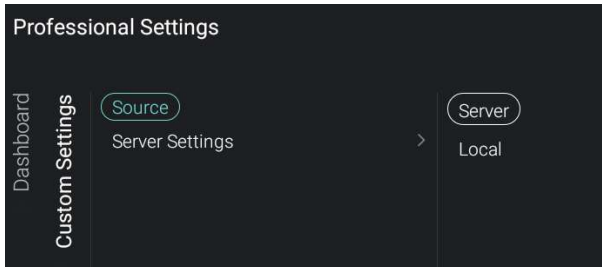 Professional Settings
Dashboard
Custom Settings
Source
Server Settings
Server
Local